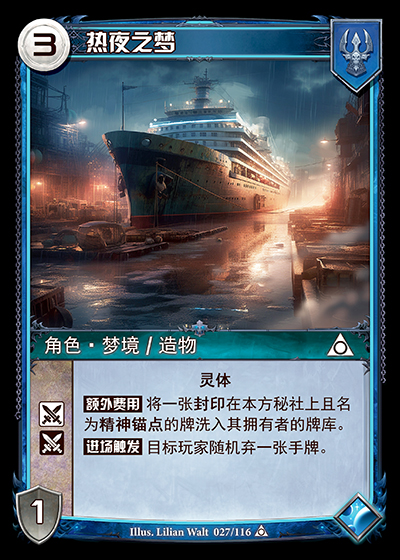 3
热夜之梦
角色·梦境 / 造物
灵体
额外费用 将一张封印在本方秘社上且名
为精神锚点的牌洗入其拥有者的牌库。
进场触发 目标玩家随机弃一张手牌。
1
Illus. Lilian Walt 027/116